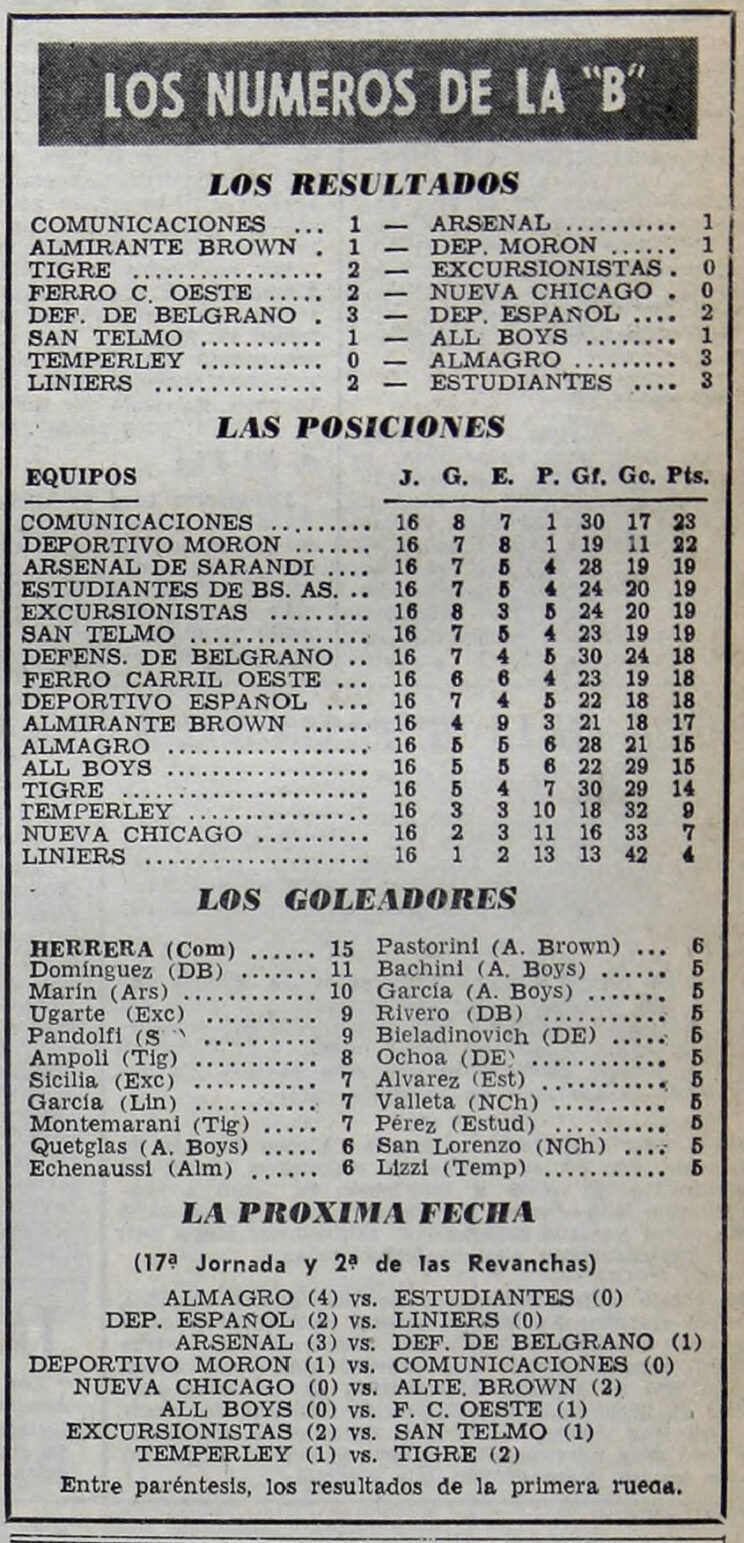 LOS NUMEROS DE LA "B"
LOS RESULTADOS
COMUNICACIONES ... 1 — ARSENAL .......... 1
ALMIRANTE BROWN . 1 — DEP. MORON ...... 1
TIGRE ................. 2 — EXCURSIONISTAS . 0
FERRO C. OESTE ..... 2 — NUEVA CHICAGO . 0
DEF. DE BELGRANO . 3 — DEP. ESPAÑOL .... 2
SAN TELMO ........... 1 — ALL BOYS ........ 1
TEMPERLEY ........... 0 — ALMAGRO ......... 3
LINIERS ............... 2 — ESTUDIANTES .... 3
LAS POSICIONES
EQUIPOS J. G. E. P. Gf. Gc. Pts.
COMUNICACIONES ......... 16 8 7 1 30 17 23
DEPORTIVO MORON ....... 16 7 8 1 19 11 22
ARSENAL DE SARANDI .... 16 7 5 4 28 19 19
ESTUDIANTES DE BS. AS. .. 16 7 5 4 24 20 19
EXCURSIONISTAS ......... 16 8 3 5 24 20 19
SAN TELMO ................ 16 7 5 4 23 19 19
DEFENS. DE BELGRANO .. 16 7 4 5 30 24 18
FERRO CARRIL OESTE ... 16 6 6 4 23 19 18
DEPORTIVO ESPAÑOL .... 16 7 4 5 22 18 18
ALMIRANTE BROWN ...... 16 4 9 3 21 18 17
ALMAGRO .................. 16 5 5 6 28 21 15
ALL BOYS .................. 16 5 5 6 22 29 15
TIGRE ...................... 16 5 4 7 30 29 14
TEMPERLEY ................ 16 3 3 10 18 32 9
NUEVA CHICAGO .......... 16 2 3 11 16 33 7
LINIERS .................... 16 1 2 13 13 42 4
LOS GOLEADORES
HERRERA (Com) ...... 15 Pastorini (A. Brown) ... 6
Domínguez (DB) ....... 11 Bachini (A. Boys) ...... 5
Marín (Ars) ............ 10 García (A. Boys) ....... 5
Ugarte (Exc) .......... 9 Rivero (DB) ........... 5
Pandolfi (S ........... 9 Bieladinovich (DE) ..... 5
Ampoli (Tig) ........... 8 Ochoa (DE) ............ 5
Sicilia (Exc) ........... 7 Alvarez (Est) ........... 5
García (Lin) ........... 7 Valleta (NCh) .......... 5
Montemarani (Tig) ..... 7 Pérez (Estud) .......... 5
Quetglas (A. Boys) ..... 6 San Lorenzo (NCh) .... 5
Echenaussi (Alm) ...... 6 Lizzi (Temp) ........... 5
LA PROXIMA FECHA
(17ª Jornada y 2ª de las Revanchas)
ALMAGRO (4) vs. ESTUDIANTES (0)
DEP. ESPAÑOL (2) vs. LINIERS (0)
ARSENAL (3) vs. DEF. DE BELGRANO (1)
DEPORTIVO MORON (1) vs. COMUNICACIONES (0)
NUEVA CHICAGO (0) vs. ALTE. BROWN (2)
ALL BOYS (0) vs. F. C. OESTE (1)
EXCURSIONISTAS (2) vs. SAN TELMO (1)
TEMPERLEY (1) vs. TIGRE (2)
Entre paréntesis, los resultados de la primera rueda.